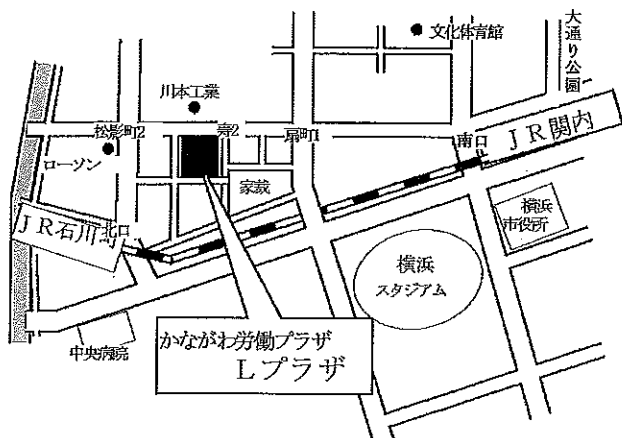 文化体育館
大通り公園
川本工業
松影町2
寿2
扇町1
南口
JR関内
ローソン
家裁
横浜
市役所
JR石川町
北口
横浜
スタジアム
中央病院
かながわ労働プラザ
Lプラザ